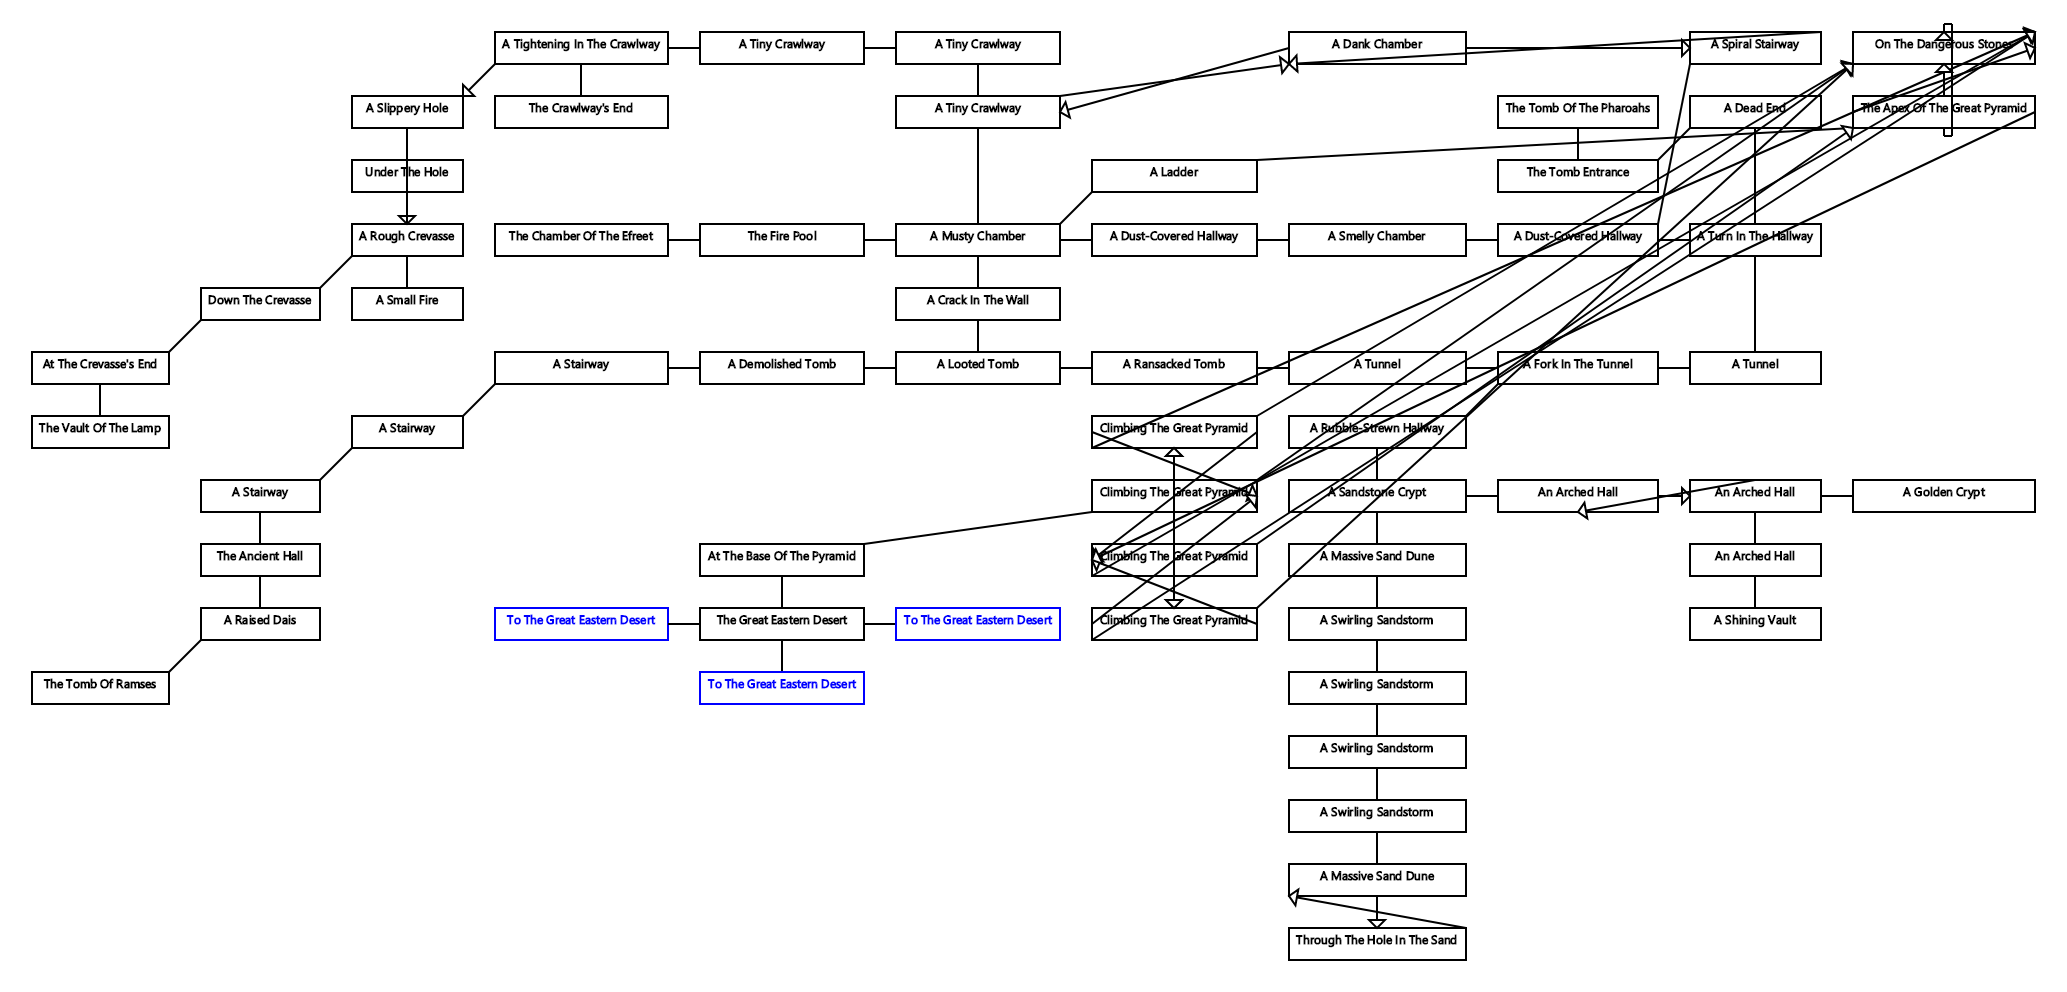 A Tightening In The Crawlway
A Tiny Crawlway
A Tiny Crawlway
A Dank Chamber
A Spiral Stairway
On The Dangerous Stones
A Slippery Hole
The Crawlway's End
A Tiny Crawlway
The Tomb Of The Pharoahs
A Dead End
The Apex Of The Great Pyramid
Under The Hole
A Ladder
The Tomb Entrance
A Rough Crevasse
The Chamber Of The Efreet
The Fire Pool
A Musty Chamber
A Dust-Covered Hallway
A Smelly Chamber
A Dust-Covered Hallway
A Turn In The Hallway
Down The Crevasse
A Small Fire
A Crack In The Wall
At The Crevasse's End
A Stairway
A Demolished Tomb
A Looted Tomb
A Ransacked Tomb
A Tunnel
A Fork In The Tunnel
A Tunnel
The Vault Of The Lamp
A Stairway
Climbing The Great Pyramid
A Rubble-Strewn Hallway
A Stairway
Climbing The Great Pyramid
A Sandstone Crypt
An Arched Hall
An Arched Hall
A Golden Crypt
The Ancient Hall
At The Base Of The Pyramid
Climbing The Great Pyramid
A Massive Sand Dune
An Arched Hall
A Raised Dais
To The Great Eastern Desert
The Great Eastern Desert
To The Great Eastern Desert
Climbing The Great Pyramid
A Swirling Sandstorm
A Shining Vault
The Tomb Of Ramses
To The Great Eastern Desert
A Swirling Sandstorm
A Swirling Sandstorm
A Swirling Sandstorm
A Massive Sand Dune
Through The Hole In The Sand